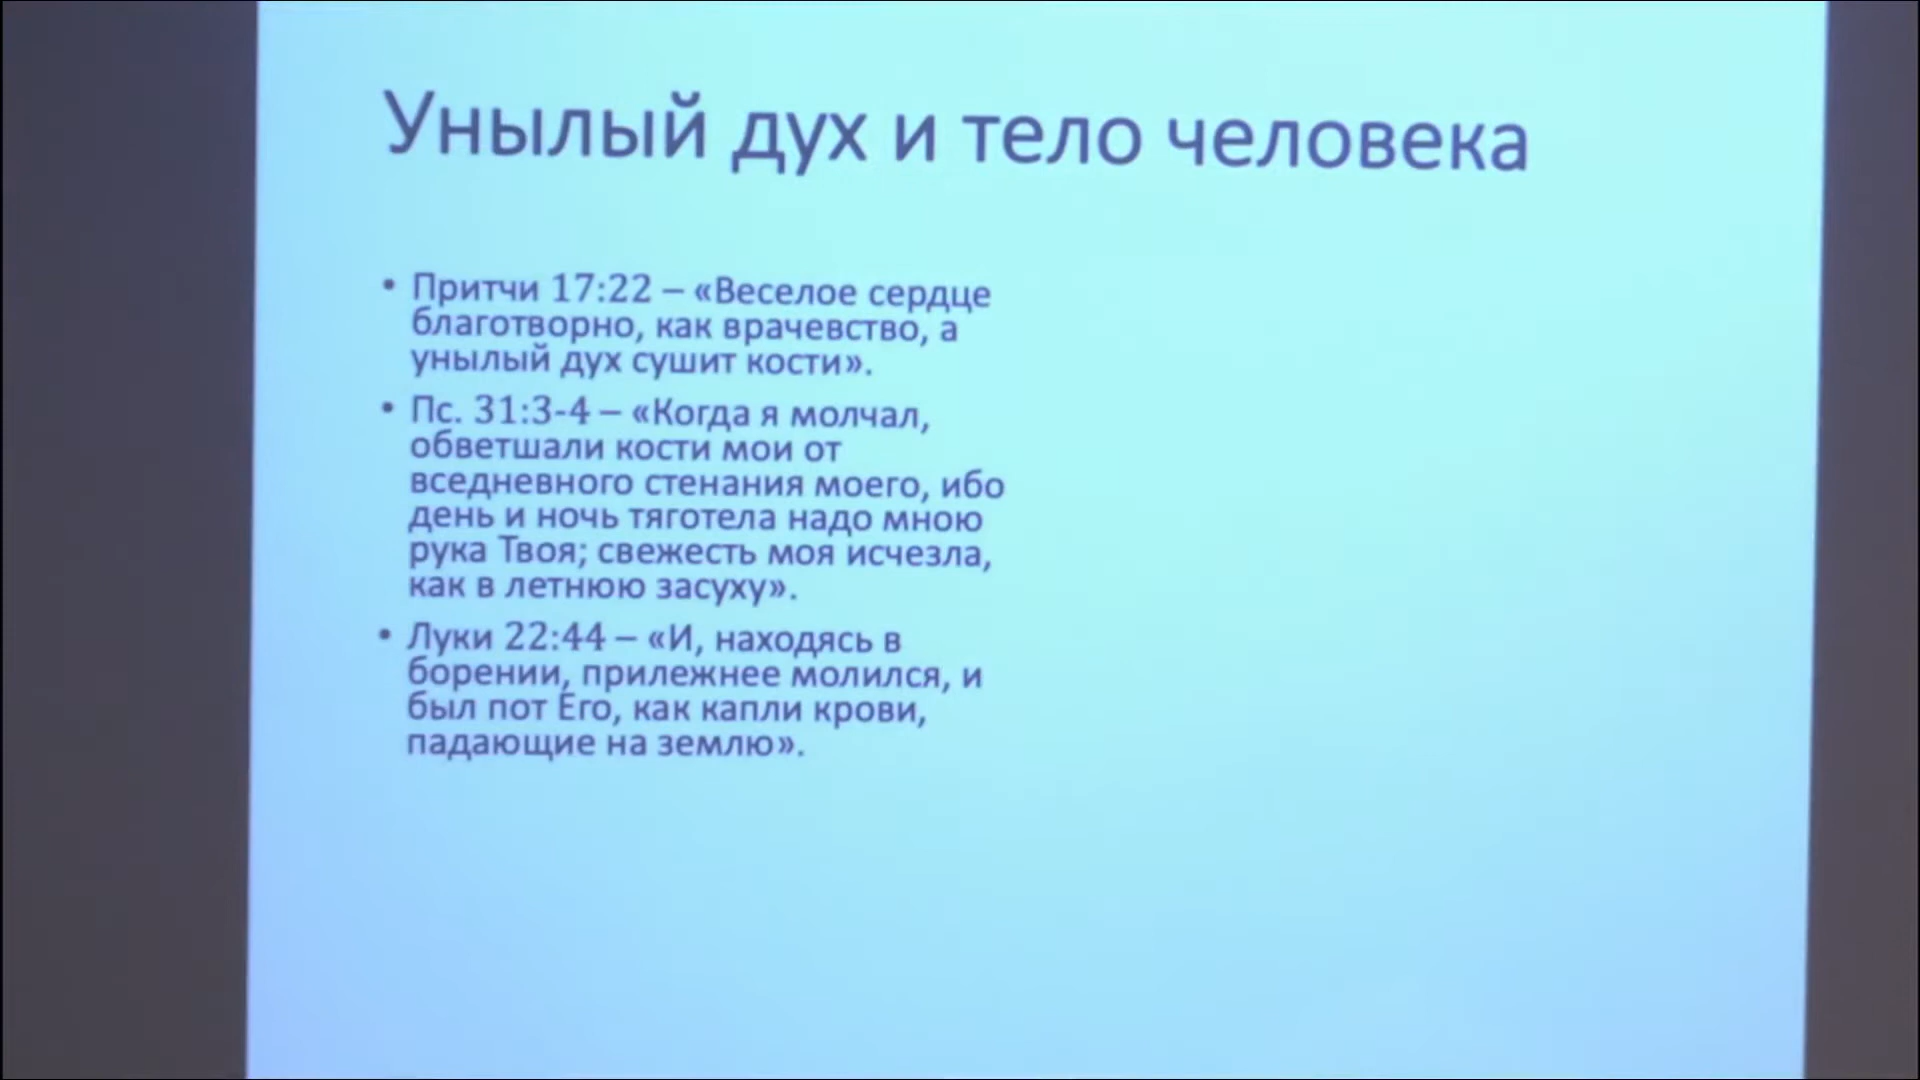 Унылый дух и тело человека
• Притчи 17:22 – «Веселое сердце
благотворно, как врачевство, а
унылый дух сушит кости».
• Пс. 31:3-4 – «Когда я молчал,
обветшали кости мои от
вседневного стенания моего, ибо
день и ночь тяготела надо мною
рука Твоя; свежесть моя исчезла,
как в летнюю засуху».
• Луки 22:44 – «И, находясь в
борении, прилежнее молился, и
был пот Его, как капли крови,
падающие на землю».